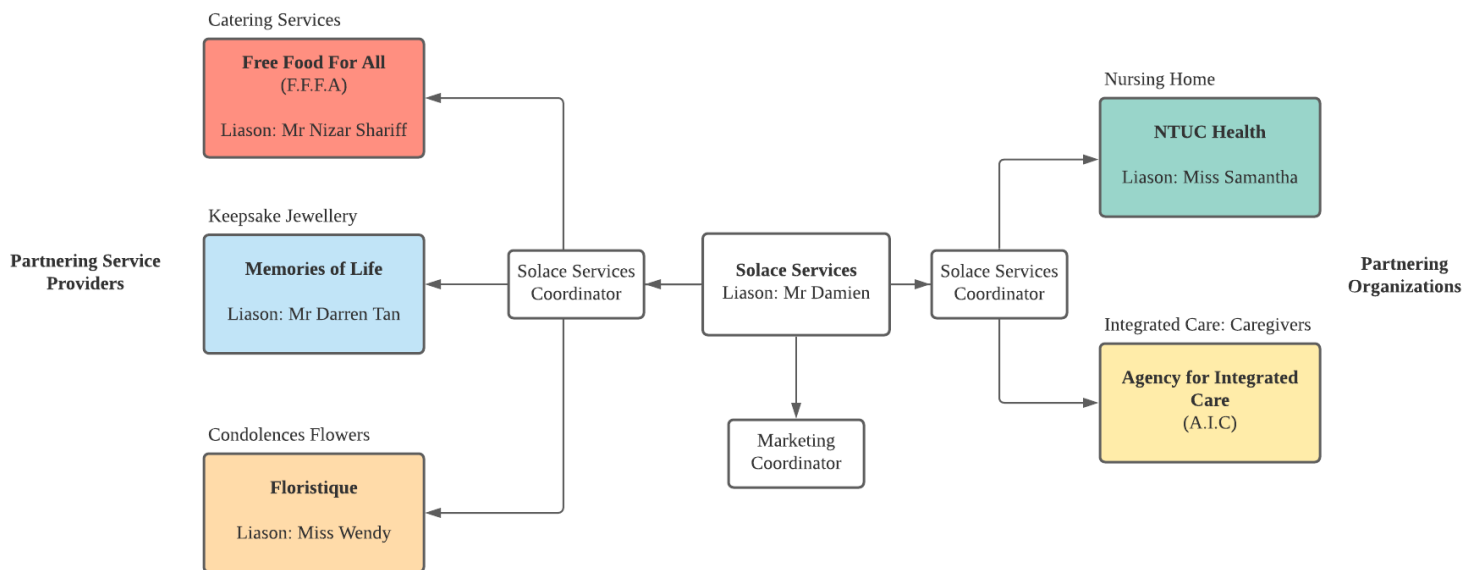 Catering Services
Free Food For All
(F.F.F.A)
Liason: Mr Nizar Shariff
Keepsake Jewellery
Memories of Life
Liason: Mr Darren Tan
Condolences Flowers
Floristique
Liason: Miss Wendy
Partnering Service
Providers
Solace Services
Coordinator
Solace Services
Liason: Mr Damien
Marketing
Coordinator
Solace Services
Coordinator
Nursing Home
NTUC Health
Liason: Miss Samantha
Integrated Care: Caregivers
Agency for Integrated
Care
(A.I.C)
Partnering
Organizations